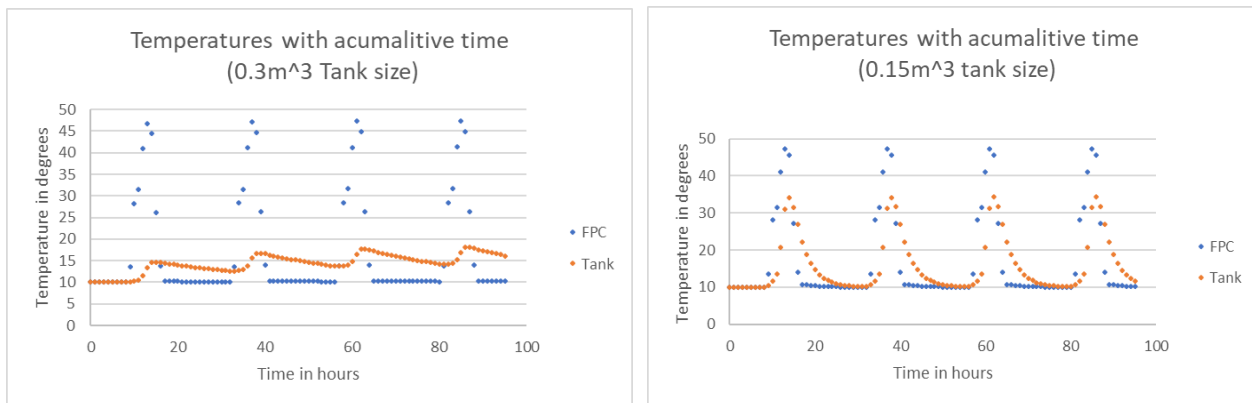 Temperatures with acumalitive time
(0.3m^3 Tank size)
Temperature in degrees
50
45
40
35
30
25
20
15
10
5
0
0 20 40 60 80 100
Time in hours
FPC
Tank
Temperatures with acumalitive time
(0.15m^3 tank size)
Temperature in degrees
50
40
30
20
10
0
0 20 40 60 80 100
Time in hours
FPC
Tank